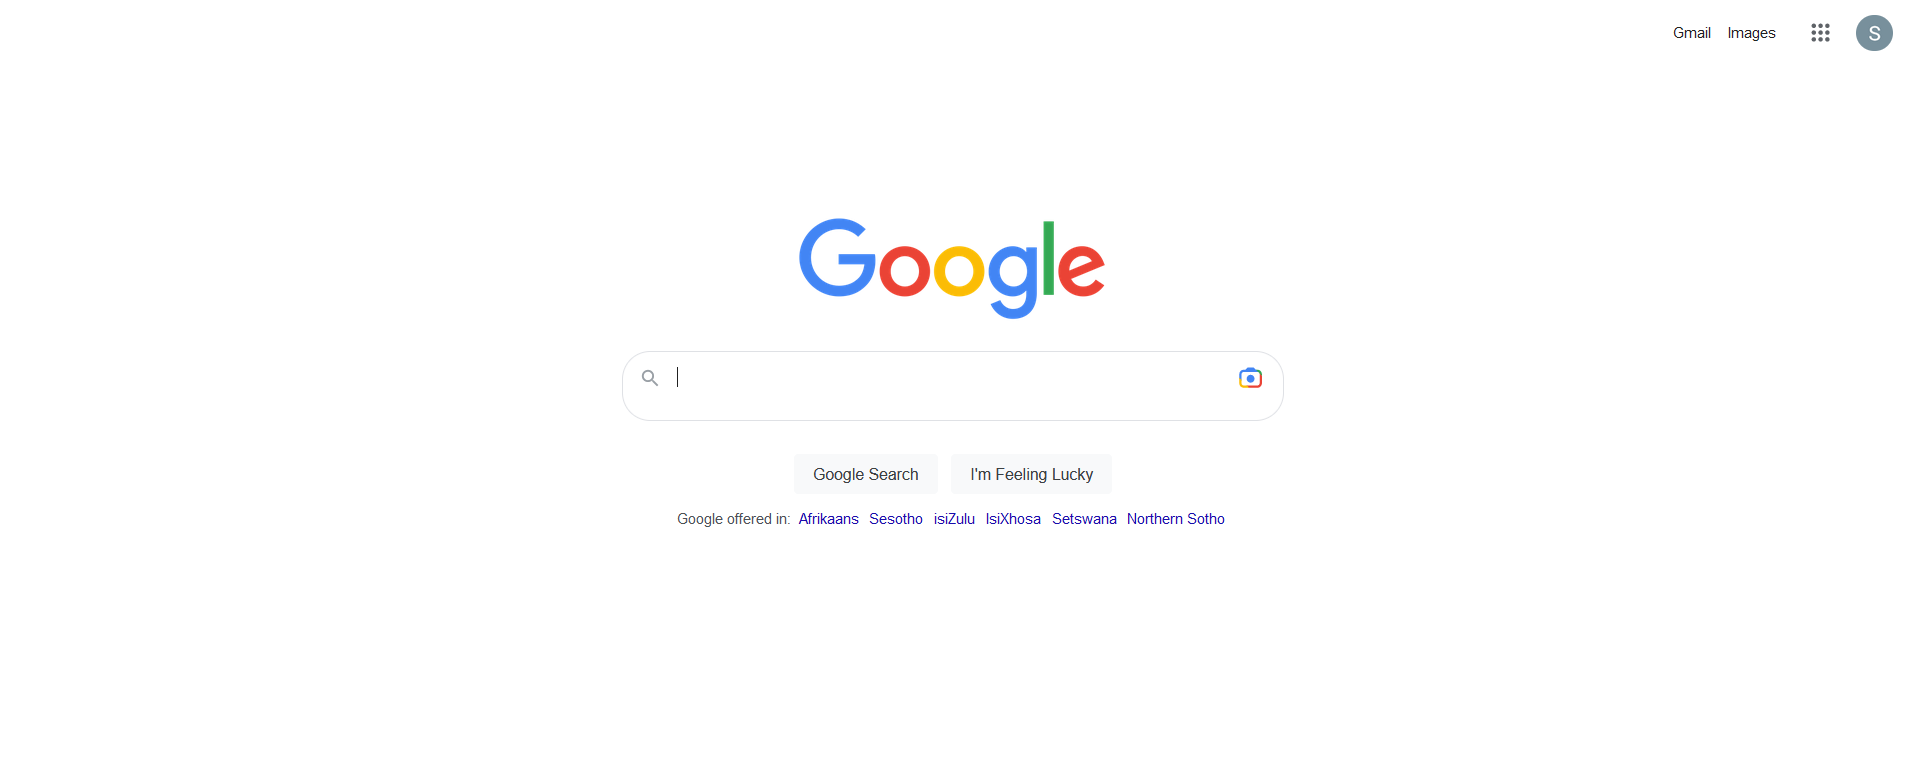 Gmail Images S
Google
Google Search I'm Feeling Lucky
Google offered in: Afrikaans Sesotho isiZulu IsiXhosa Setswana Northern Sotho